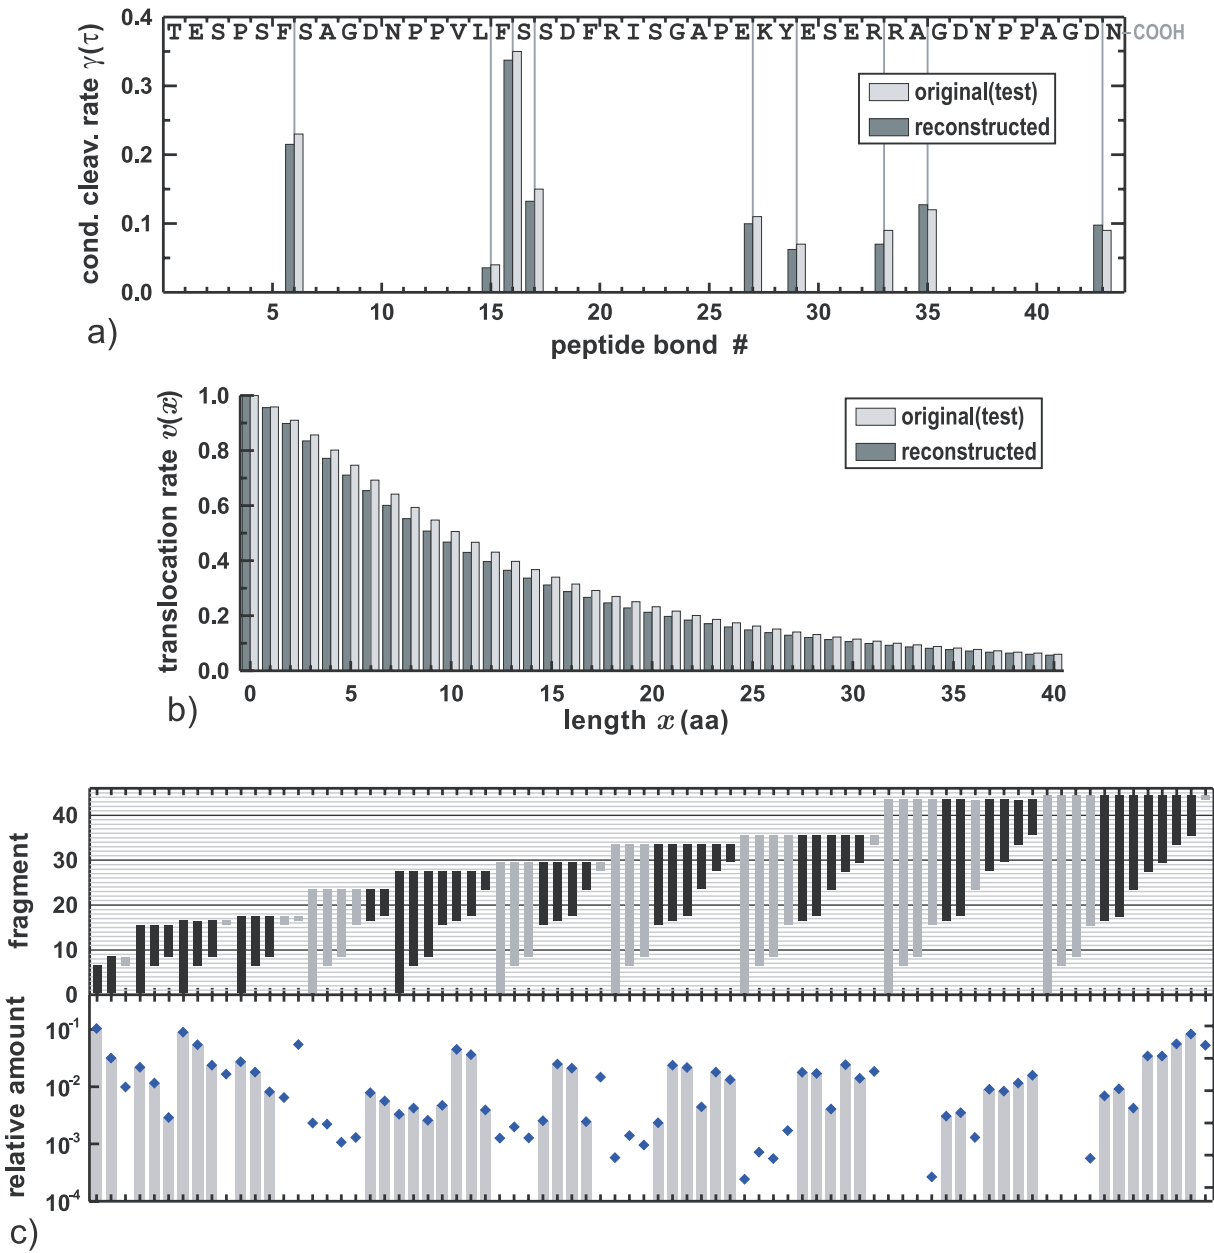 0.4 TESPSFSAGDNPPVLFSSDFRISGAPEKYESERRAGDNPPAGDN-COOH
0.3
0.2
0.1
0.0
cond. cleav. rate γ(τ)
original(test)
reconstructed
5 10 15 20 25 30 35 40
peptide bond #
a)
1.0
0.8
0.6
0.4
0.2
0.0
translocation rate v(x)
original(test)
reconstructed
0 5 10 15 20 25 30 35 40
length x (aa)
b)
40
30
20
10
0
fragment
10⁻¹
10⁻²
10⁻³
10⁻⁴
relative amount
c)